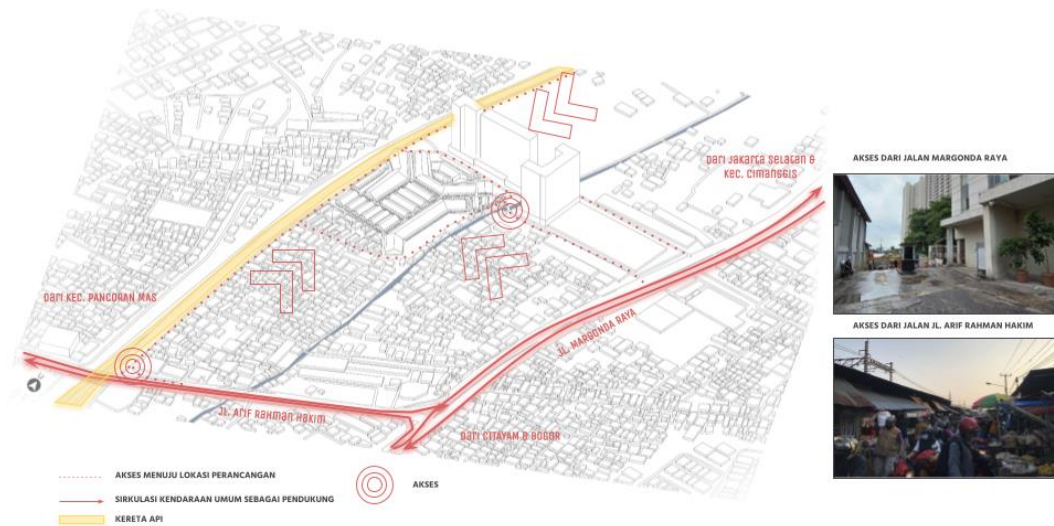 Dari Jakarta Selatan &
Kec. Cimanggis
Dari Kec. Pancoran Mas
Jl. Margonda Raya
Jl. Arif Rahman Hakim
Dari Citayam & Bogor
AKSES DARI JALAN MARGONDA RAYA
AKSES DARI JALAN JL. ARIF RAHMAN HAKIM
AKSES MENUJU LOKASI PERANCANGAN
SIRKULASI KENDARAAN UMUM SEBAGAI PENDUKUNG
KERETA API
AKSES